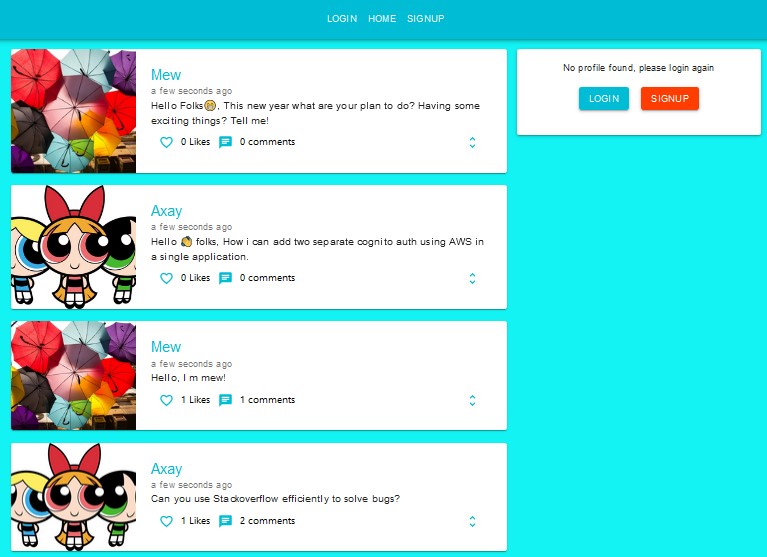 LOGIN HOME SIGNUP
Mew
a few seconds ago
Hello Folks😁, This new year what are your plan to do? Having some
exciting things? Tell me!
0 Likes 0 comments
No profile found, please login again
LOGIN SIGNUP
Axay
a few seconds ago
Hello 👋 folks, How i can add two separate cognito auth using AWS in
a single application.
0 Likes 0 comments
Mew
a few seconds ago
Hello, I m mew!
1 Likes 1 comments
Axay
a few seconds ago
Can you use Stackoverflow efficiently to solve bugs?
1 Likes 2 comments